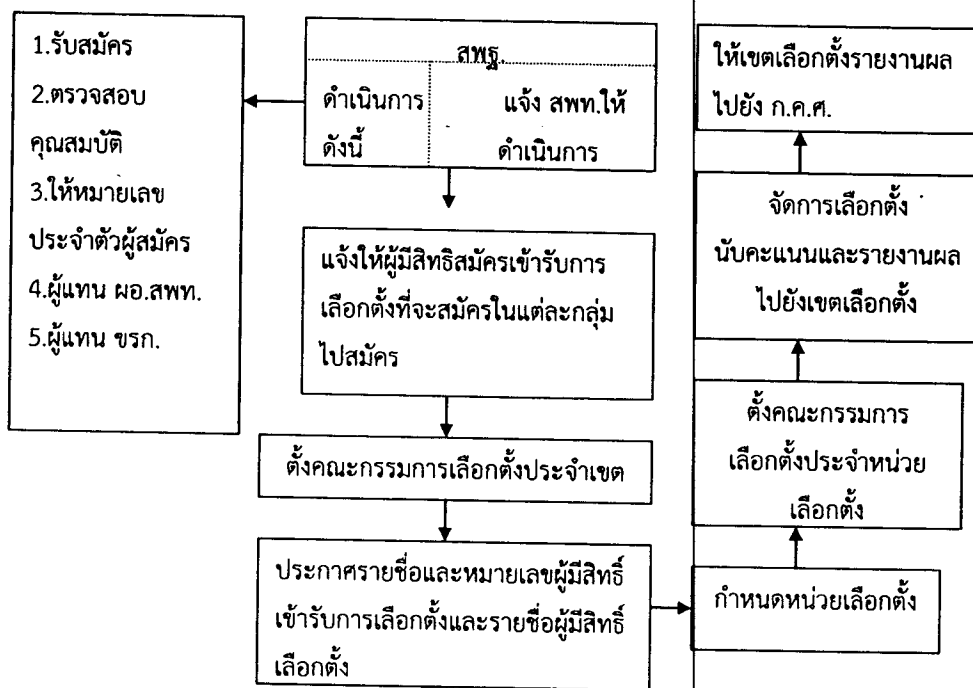 1.รับสมัคร
2.ตรวจสอบ
คุณสมบัติ
3.ให้หมายเลข
ประจำตัวผู้สมัคร
4.ผู้แทน ผอ.สพท.
5.ผู้แทน ขรก.
สพฐ.
ดำเนินการ
ดังนี้
แจ้ง สพท.ให้
ดำเนินการ
แจ้งให้ผู้มีสิทธิสมัครเข้ารับการ
เลือกตั้งที่จะสมัครในแต่ละกลุ่ม
ไปสมัคร
ตั้งคณะกรรมการเลือกตั้งประจำเขต
ประกาศรายชื่อและหมายเลขผู้มีสิทธิ์
เข้ารับการเลือกตั้งและรายชื่อผู้มีสิทธิ์
เลือกตั้ง
กำหนดหน่วยเลือกตั้ง
ตั้งคณะกรรมการ
เลือกตั้งประจำหน่วย
เลือกตั้ง
จัดการเลือกตั้ง
นับคะแนนและรายงานผล
ไปยังเขตเลือกตั้ง
ให้เขตเลือกตั้งรายงานผล
ไปยัง ก.ค.ศ.